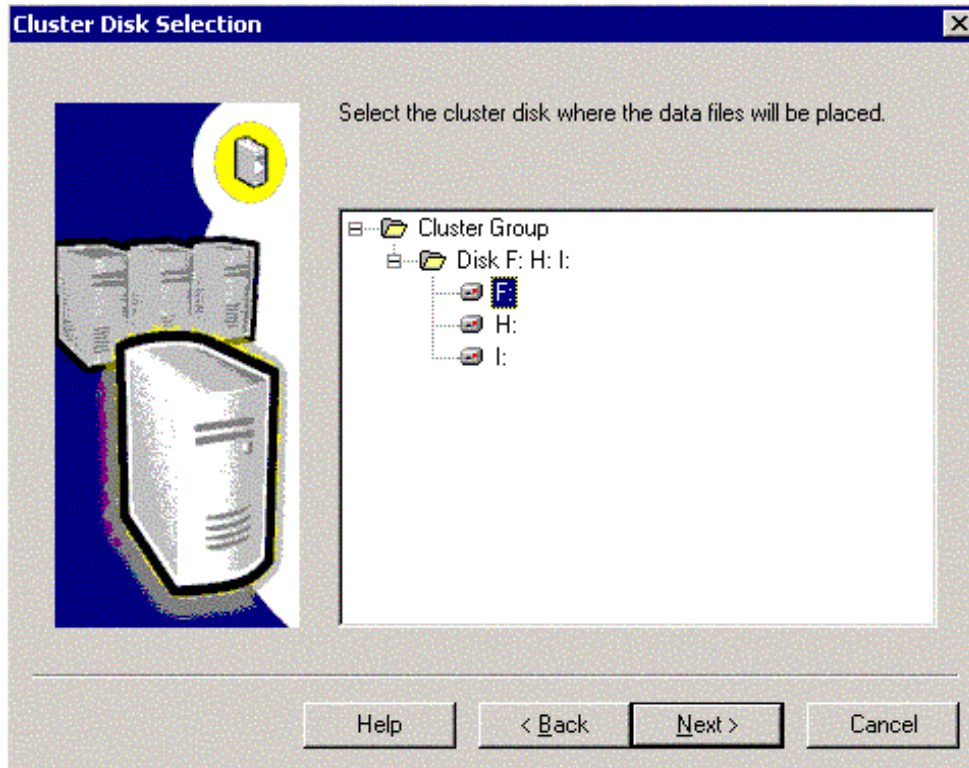 Cluster Disk Selection
Select the cluster disk where the data files will be placed.
Cluster Group
Disk F: H: I:
F:
H:
I:
Help
< Back
Next >
Cancel